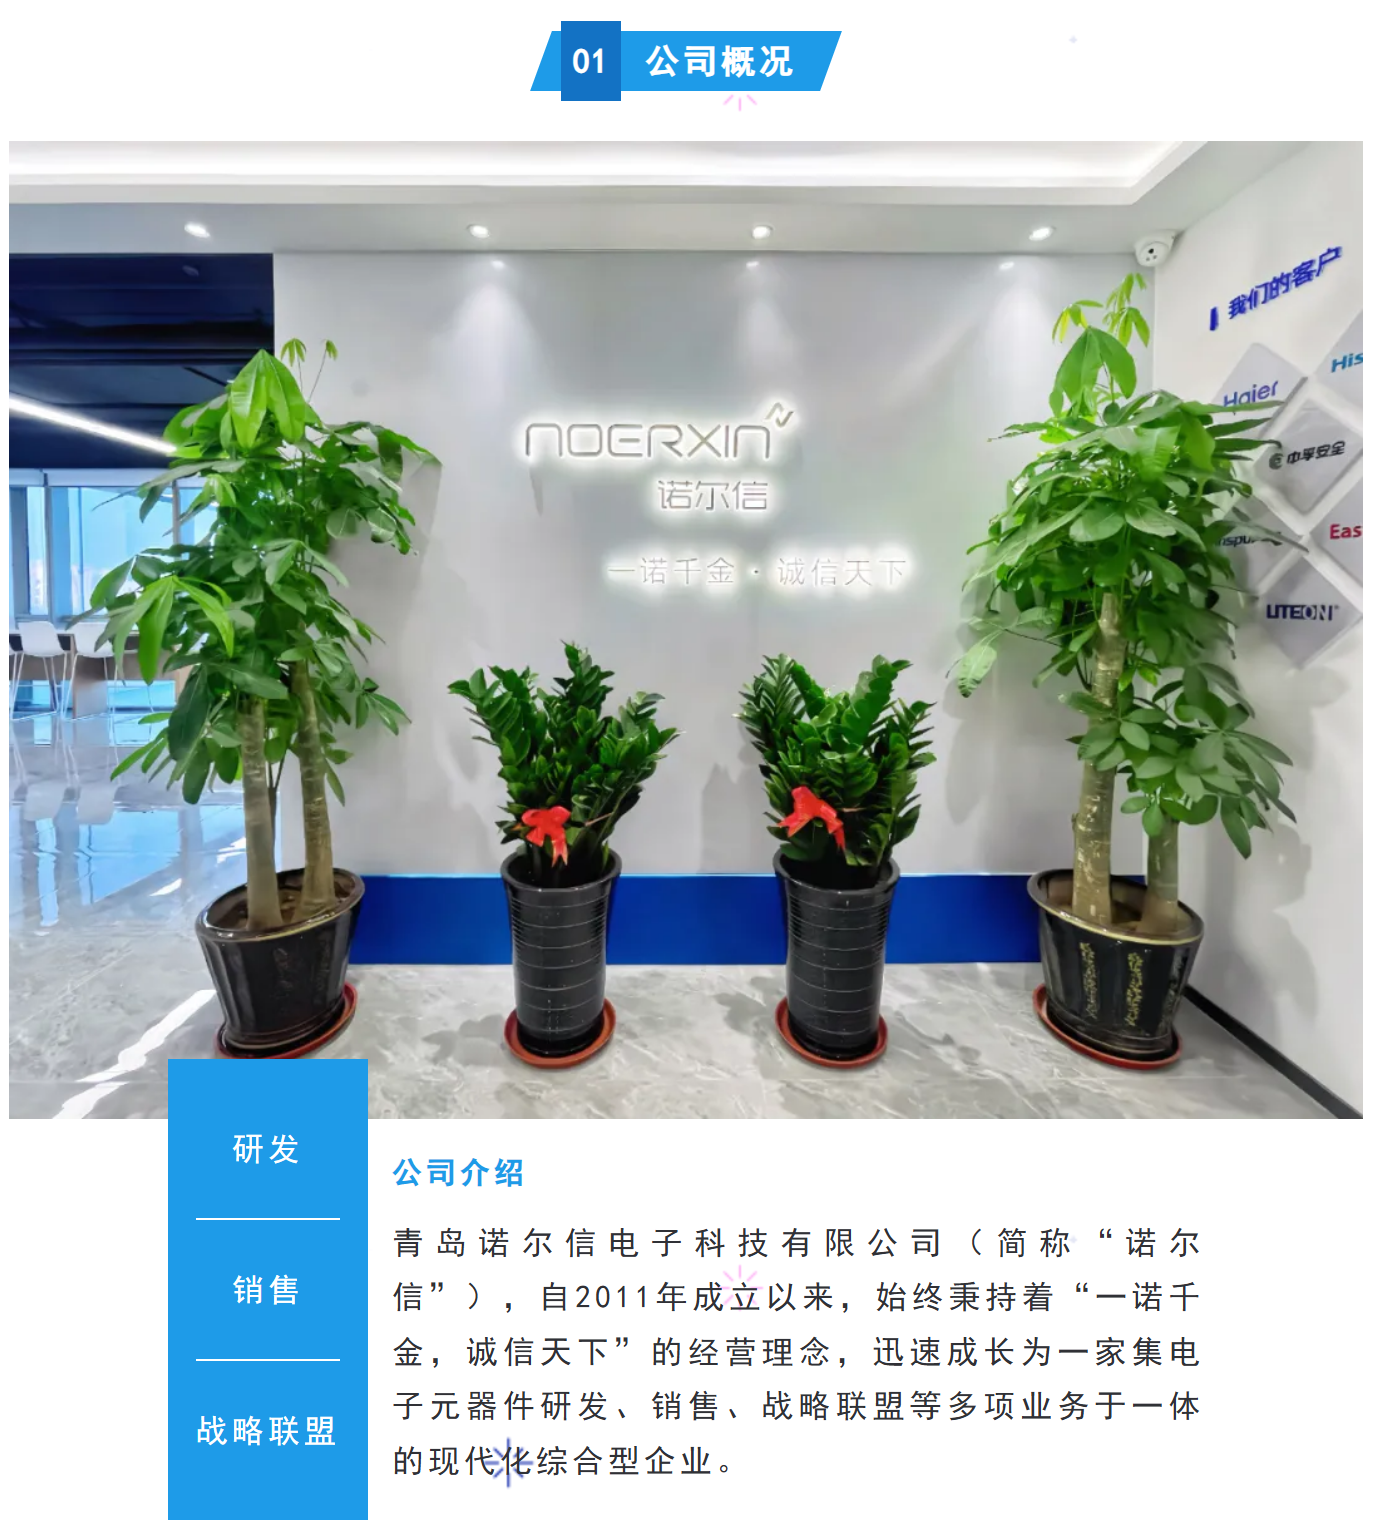 01 公司概况
我们的客户
Haier
His
中孚安全
Eas
LITEON
NOERXIN
诺尔信
一诺千金·诚信天下
研发
销售
战略联盟
公司介绍
青岛诺尔信电子科技有限公司（简称“诺尔
信”），自2011年成立以来，始终秉持着“一诺千
金，诚信天下”的经营理念，迅速成长为一家集电
子元器件研发、销售、战略联盟等多项业务于一体
的现代化综合型企业。